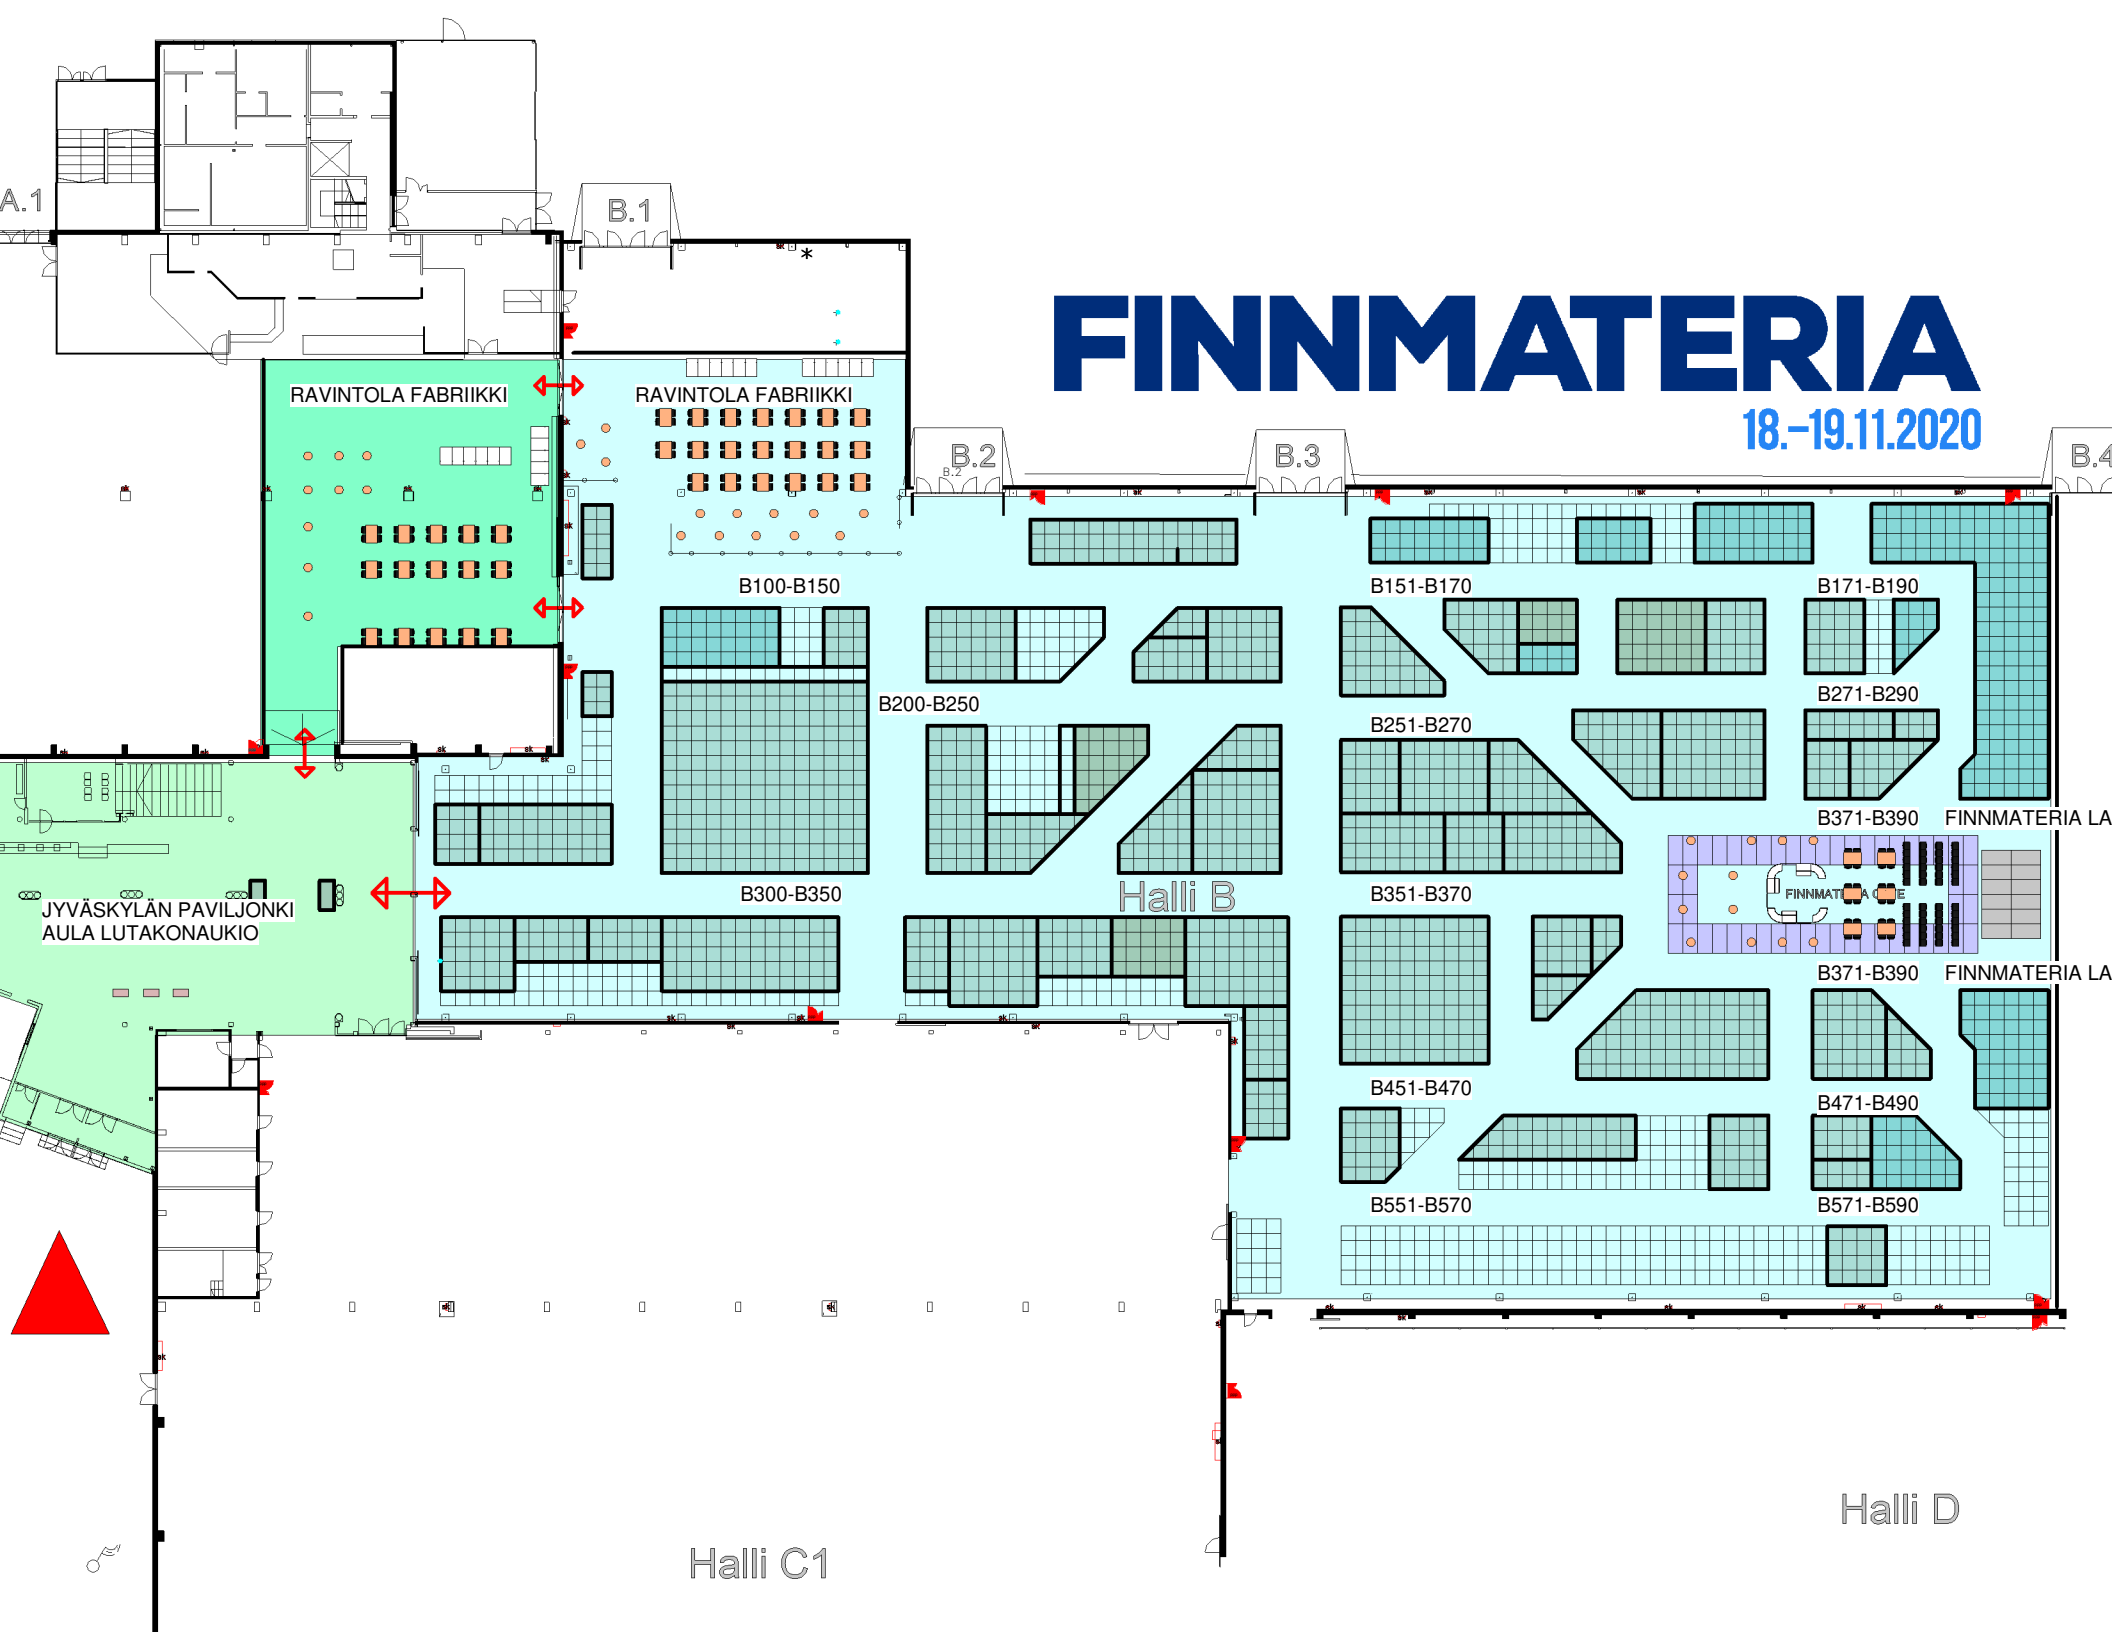 A.1
B.1
*
FINNMATERIA
18.–19.11.2020
RAVINTOLA FABRIIKKI
RAVINTOLA FABRIIKKI
B.2
B.2
B.3
B.4
B100-B150
B151-B170
B171-B190
B200-B250
B251-B270
B271-B290
B371-B390
FINNMATERIA LA
B300-B350
Halli B
B351-B370
JYVÄSKYLÄN PAVILJONKI
AULA LUTAKONAUKIO
B371-B390
FINNMATERIA LA
B451-B470
B471-B490
B551-B570
B571-B590
Halli C1
Halli D